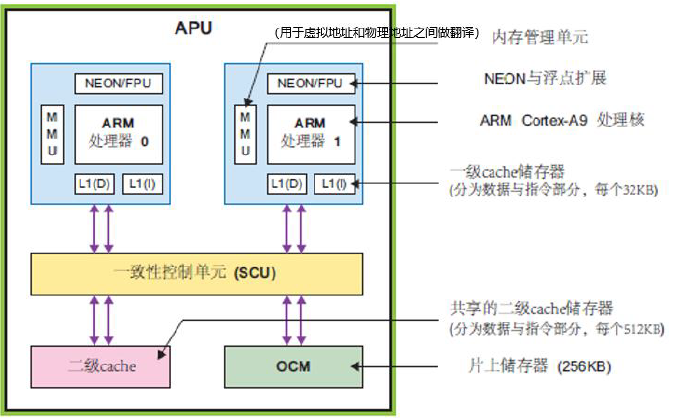 APU
(用于虚拟地址和物理地址之间做翻译)
内存管理单元
NEON/FPU
NEON/FPU
NEON与浮点扩展
M
M
U
ARM
处理器 0
M
M
U
ARM
处理器 1
ARM Cortex-A9 处理核
L1(D)
L1(I)
L1(D)
L1(I)
一级cache储存器
(分为数据与指令部分，每个32KB)
一致性控制单元 (SCU)
共享的二级cache储存器
(分为数据与指令部分，每个512KB)
二级cache
OCM
片上储存器 (256KB)